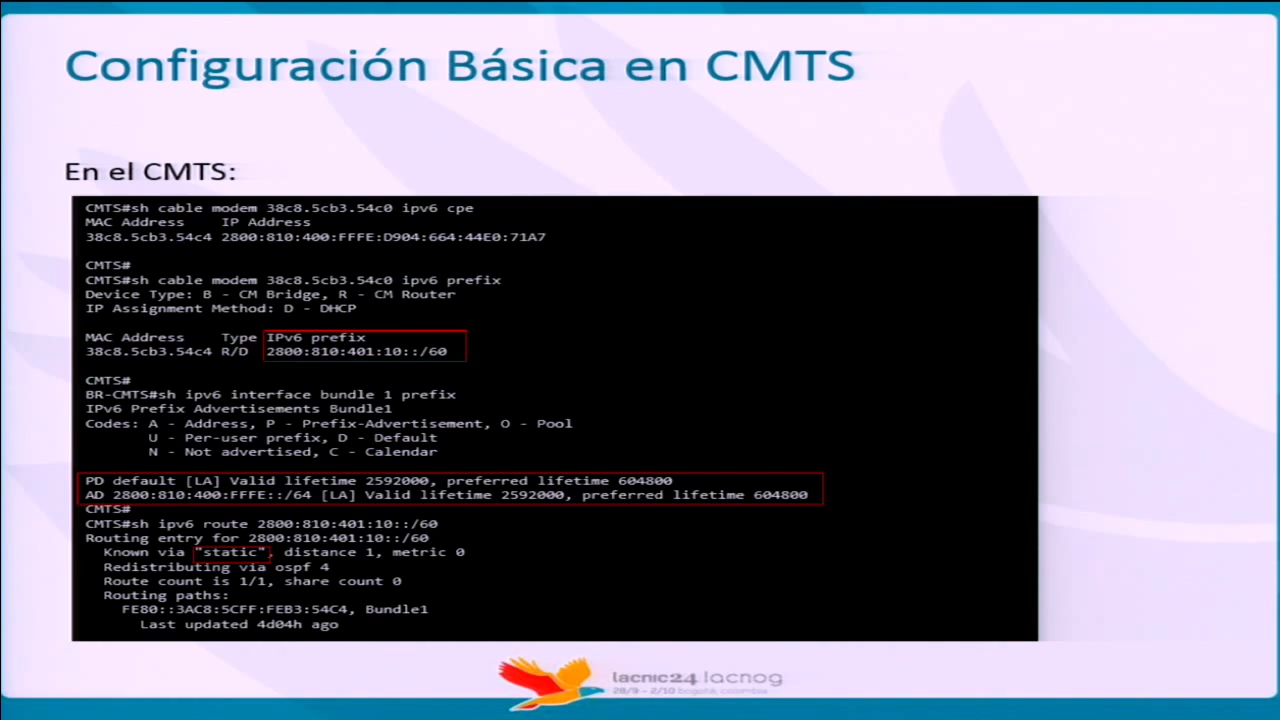 Configuración Básica en CMTS
En el CMTS:
CMTS#sh cable modem 38c8.5cb3.54c0 ipv6 cpe
MAC Address    IP Address
38c8.5cb3.54c4 2800:810:400:FFFE:D904:664:44E0:71A7
CMTS#
CMTS#sh cable modem 38c8.5cb3.54c0 ipv6 prefix
Device Type: B - CM Bridge, R - CM Router
IP Assignment Method: D - DHCP
MAC Address    Type IPv6 prefix
38c8.5cb3.54c4 R/D  2800:810:401:10::/60
CMTS#
BR-CMTS#sh ipv6 interface bundle 1 prefix
IPv6 Prefix Advertisements Bundle1
Codes: A - Address, P - Prefix-Advertisement, O - Pool
U - Per-user prefix, D - Default
N - Not advertised, C - Calendar
PD default [LA] Valid lifetime 2592000, preferred lifetime 604800
AD 2800:810:400:FFFE::/64 [LA] Valid lifetime 2592000, preferred lifetime 604800
CMTS#
CMTS#sh ipv6 route 2800:810:401:10::/60
Routing entry for 2800:810:401:10::/60
Known via "static", distance 1, metric 0
Redistributing via ospf 4
Route count is 1/1, share count 0
Routing paths:
FE80::3AC8:5CFF:FEB3:54C4, Bundle1
Last updated 4d04h ago
lacnic24 lacnog
28/9 - 2/10 bogotá, colombia